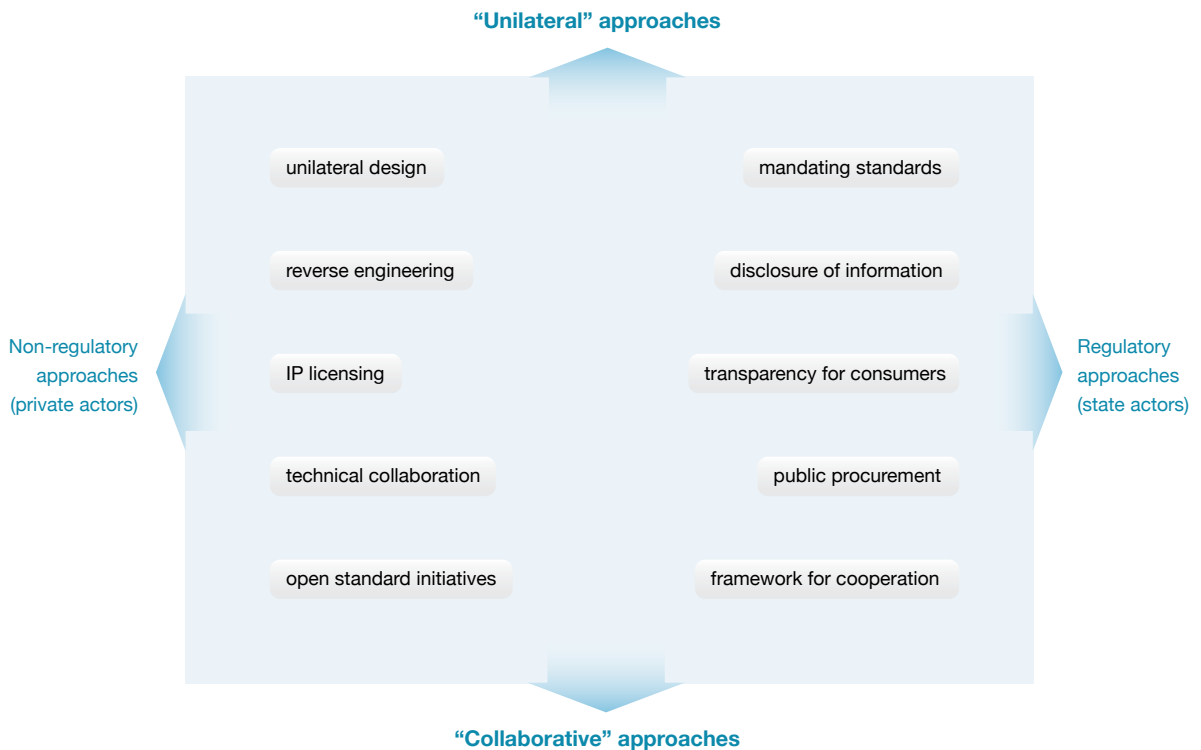 “Unilateral” approaches
unilateral design
mandating standards
reverse engineering
disclosure of information
Non-regulatory
approaches
(private actors)
IP licensing
transparency for consumers
Regulatory
approaches
(state actors)
technical collaboration
public procurement
open standard initiatives
framework for cooperation
“Collaborative” approaches